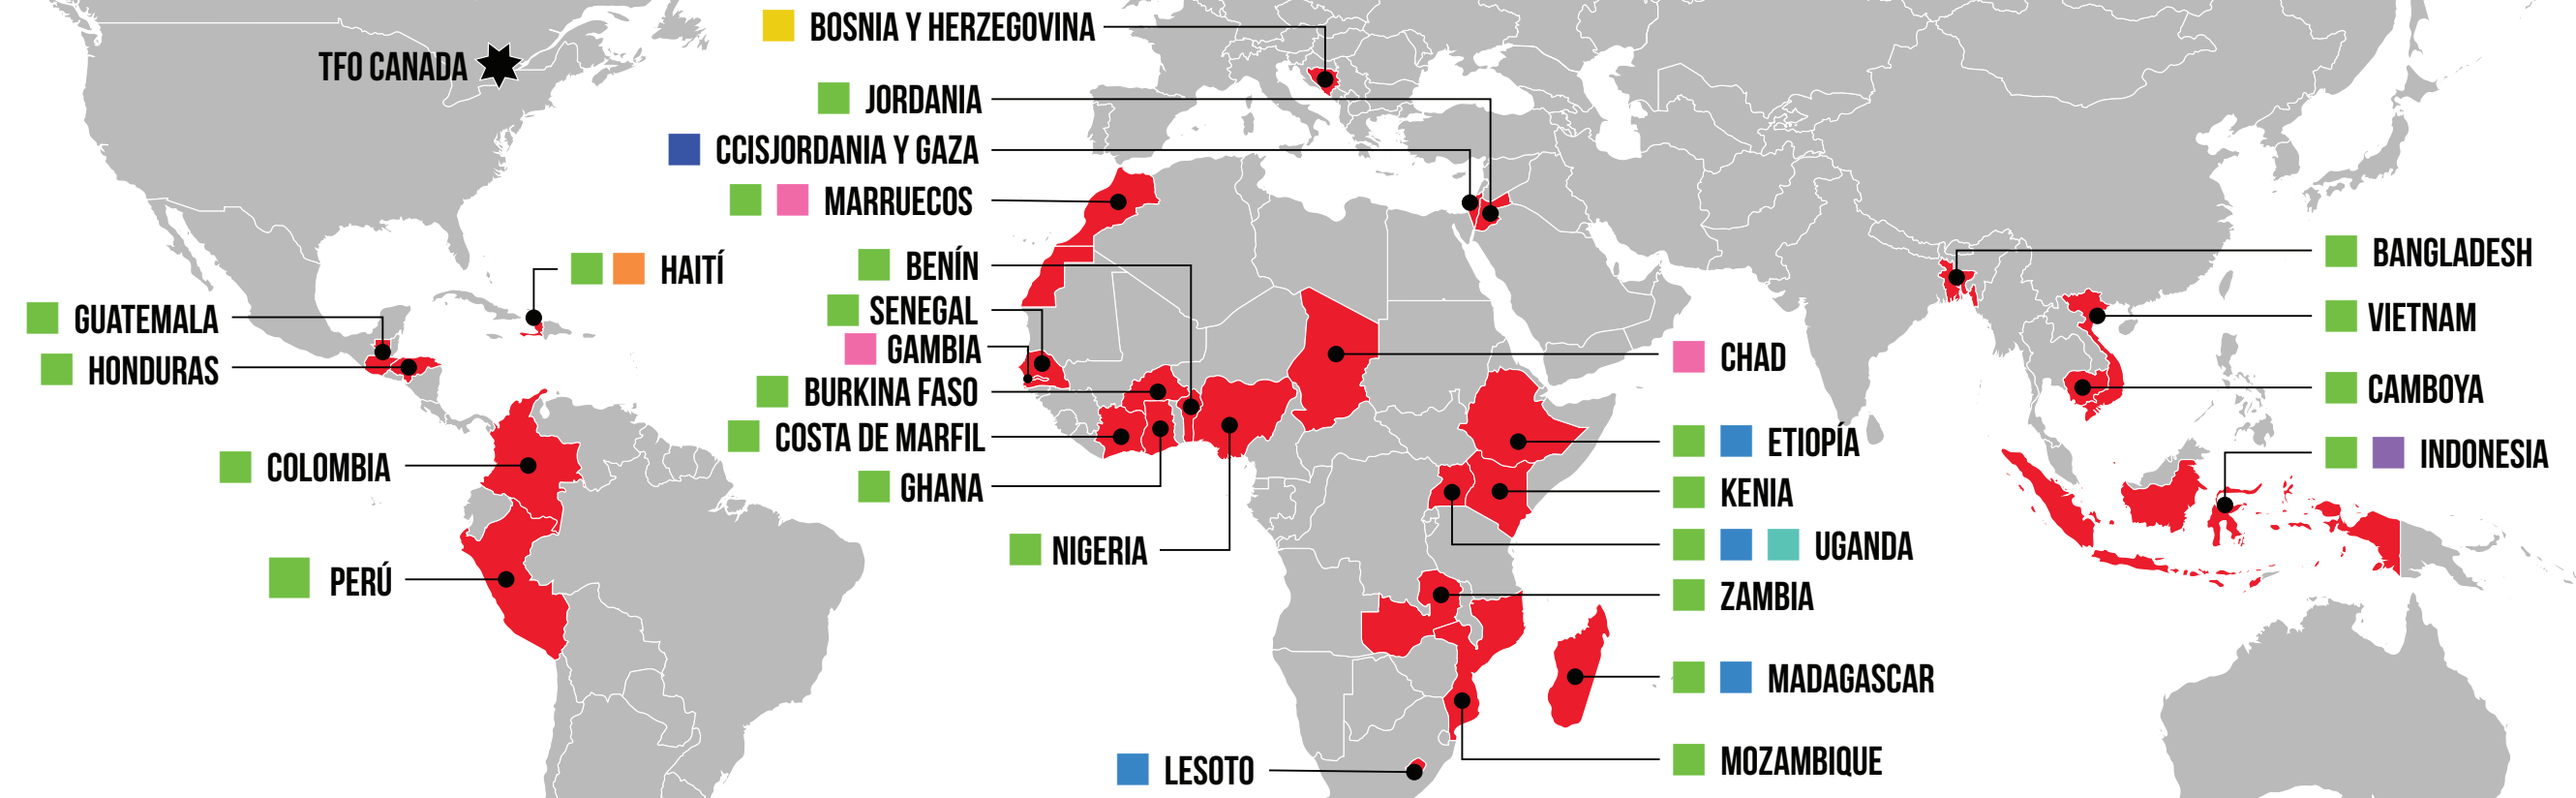 TFO CANADA
BOSNIA Y HERZEGOVINA
JORDANIA
CCISJORDANIA Y GAZA
MARRUECOS
HAITÍ
GUATEMALA
HONDURAS
COLOMBIA
PERÚ
BENÍN
SENEGAL
GAMBIA
BURKINA FASO
COSTA DE MARFIL
GHANA
NIGERIA
LESOTO
CHAD
ETIOPÍA
KENIA
UGANDA
ZAMBIA
MADAGASCAR
MOZAMBIQUE
BANGLADESH
VIETNAM
CAMBOYA
INDONESIA